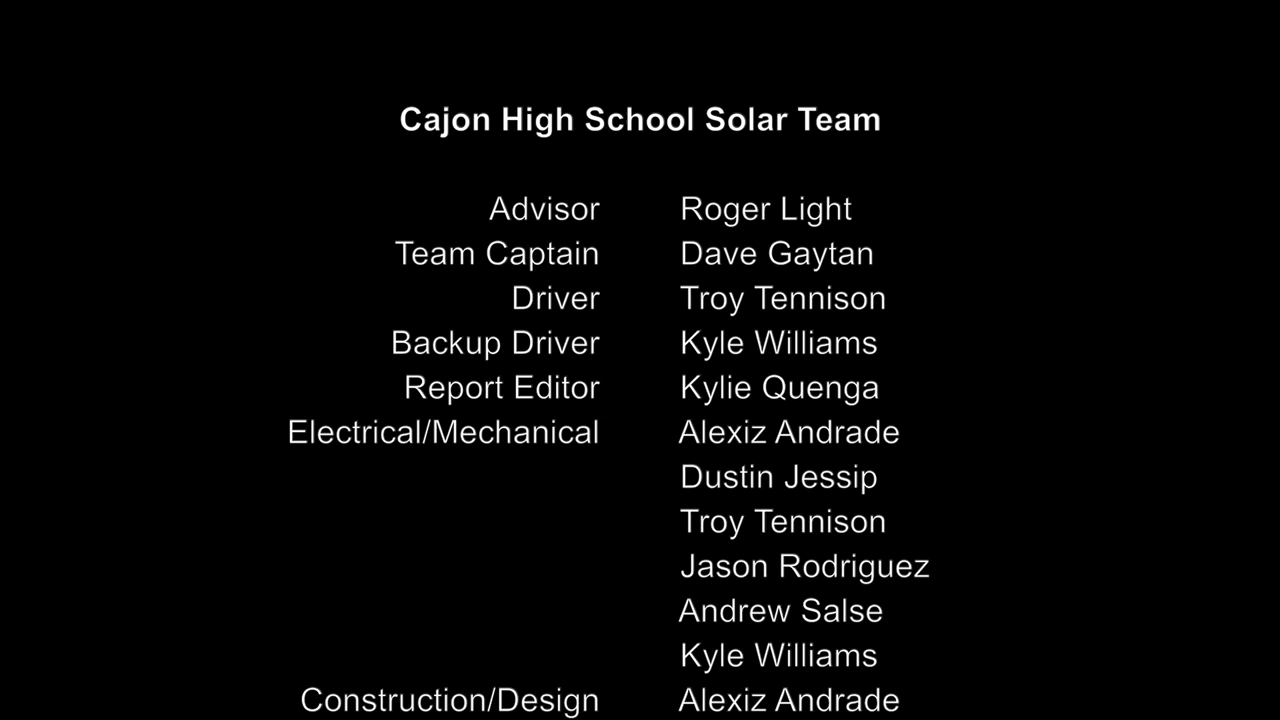 Cajon High School Solar Team
Advisor Roger Light
Team Captain Dave Gaytan
Driver Troy Tennison
Backup Driver Kyle Williams
Report Editor Kylie Quenga
Electrical/Mechanical Alexiz Andrade
Dustin Jessip
Troy Tennison
Jason Rodriguez
Andrew Salse
Kyle Williams
Construction/Design Alexiz Andrade